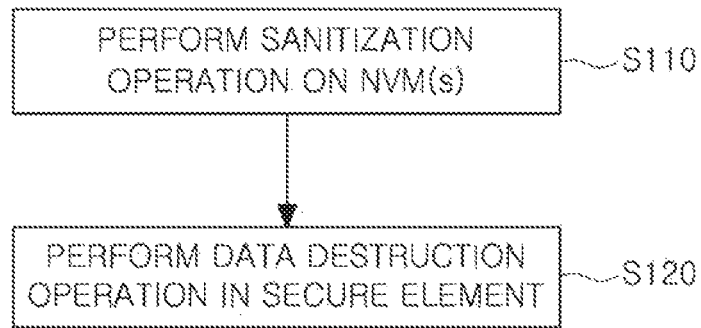 PERFORM SANITIZATION
OPERATION ON NVM(s)
S110
PERFORM DATA DESTRUCTION
OPERATION IN SECURE ELEMENT
S120